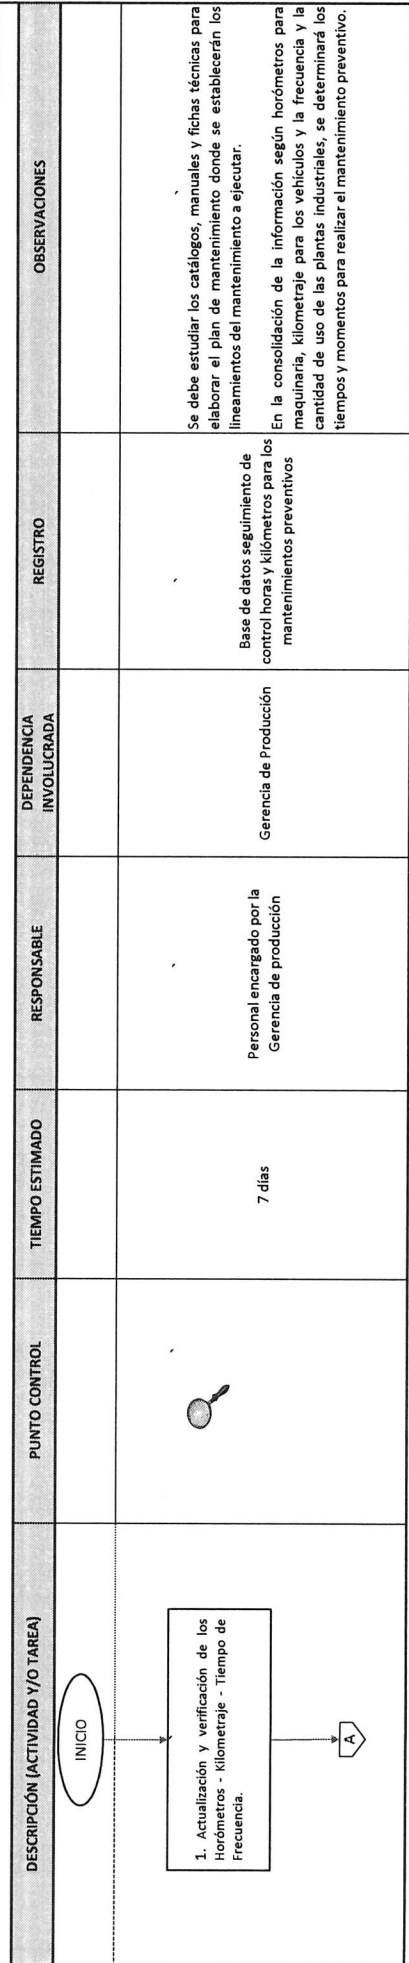 DESCRIPCIÓN (ACTIVIDAD Y/O TAREA)
PUNTO CONTROL
TIEMPO ESTIMADO
RESPONSABLE
DEPENDENCIA
INVOLUCRADA
REGISTRO
OBSERVACIONES
INICIO
1. Actualización y verificación de los
Horómetros - Kilometraje - Tiempo de
Frecuencia.
A
7 días
Personal encargado por la
Gerencia de producción
Gerencia de Producción
Base de datos seguimiento de
control horas y kilómetros para los
mantenimientos preventivos
Se debe estudiar los catálogos, manuales y fichas técnicas para
elaborar el plan de mantenimiento donde se establecerán los
lineamientos del mantenimiento a ejecutar.
En la consolidación de la información según horómetros para
maquinaria, kilometraje para los vehículos y la frecuencia y la
cantidad de uso de las plantas industriales, se determinará los
tiempos y momentos para realizar el mantenimiento preventivo.